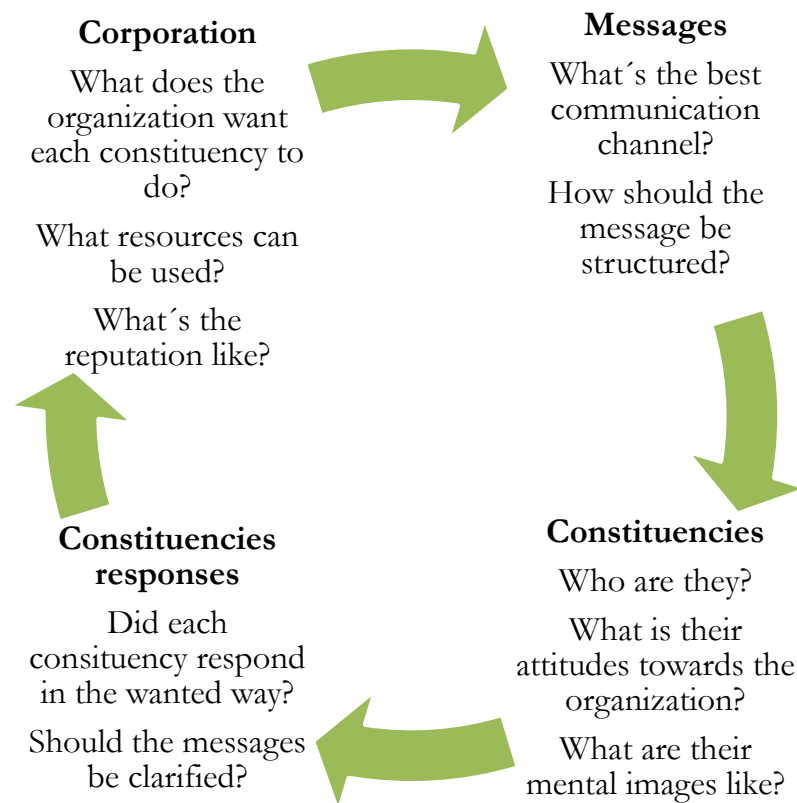 Corporation
What does the
organization want
each constituency to
do?
What resources can
be used?
What´s the
reputation like?
Messages
What´s the best
communication
channel?
How should the
message be
structured?
Constituencies
Who are they?
What is their
attitudes towards the
organization?
What are their
mental images like?
Constituencies
responses
Did each
consituency respond
in the wanted way?
Should the messages
be clarified?